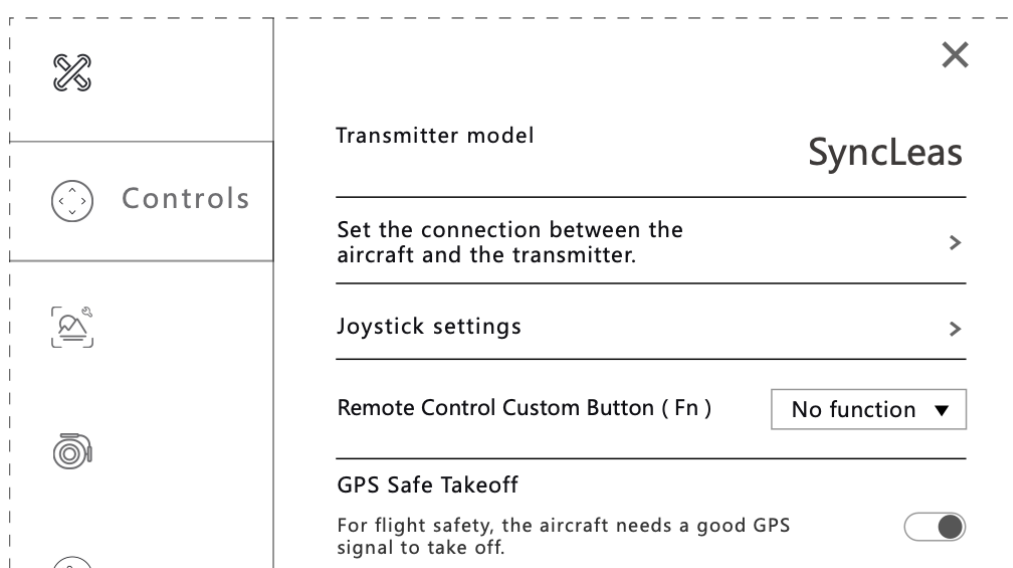 Transmitter model
SyncLeas
Controls
Set the connection between the
aircraft and the transmitter.
Joystick settings
Remote Control Custom Button ( Fn )
No function
GPS Safe Takeoff
For flight safety, the aircraft needs a good GPS
signal to take off.